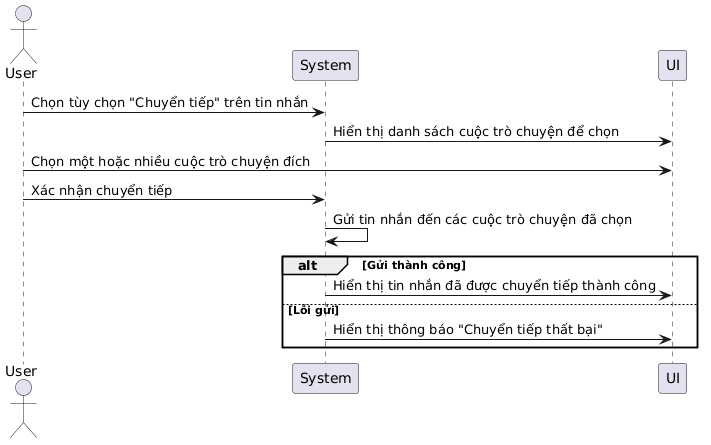 User
System
UI
Chọn tùy chọn "Chuyển tiếp" trên tin nhắn
Hiển thị danh sách cuộc trò chuyện để chọn
Chọn một hoặc nhiều cuộc trò chuyện đích
Xác nhận chuyển tiếp
Gửi tin nhắn đến các cuộc trò chuyện đã chọn
alt [Gửi thành công]
Hiển thị tin nhắn đã được chuyển tiếp thành công
[Lỗi gửi]
Hiển thị thông báo "Chuyển tiếp thất bại"
User
System
UI